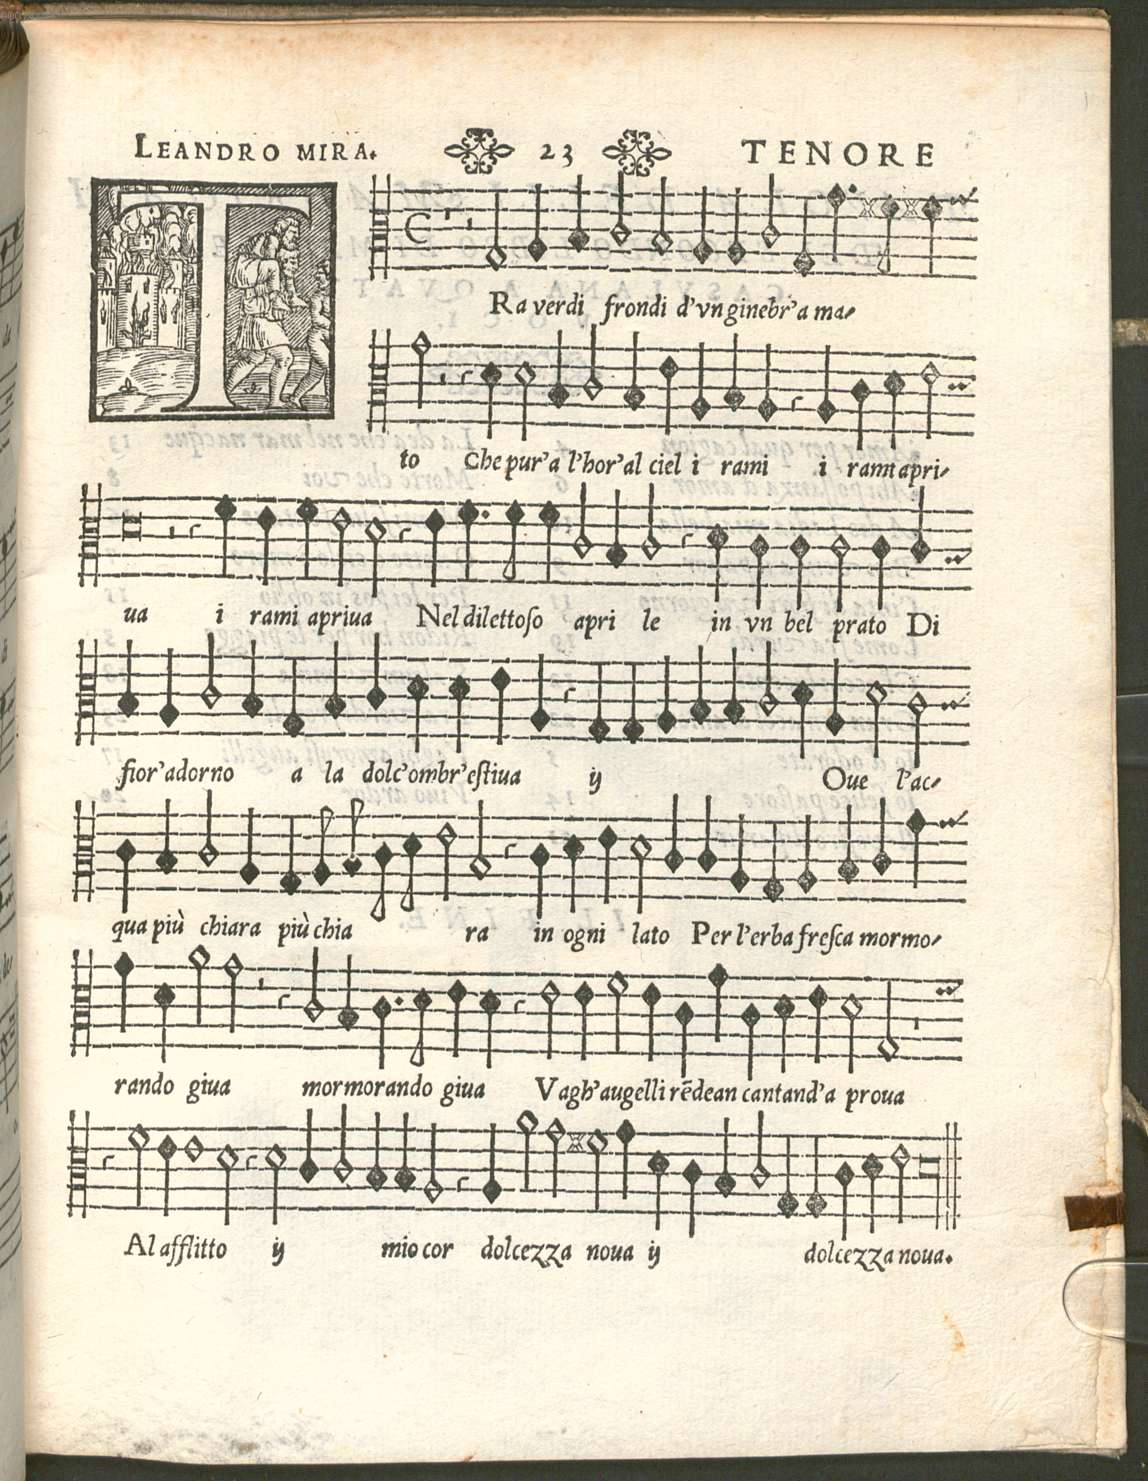 LEANDRO MIRA. 23 TENORE
TRa verdi frondi d'vn ginebr'a ma-
to Che pur'a l'hor'al ciel i rami i rami apri-
ua i rami apriua Nel dilettoſo apri le in vn bel prato Di
fior'adorno a la dolc'ombr'eſtiua ij Oue l'ac-
qua più chiara più chia ra in ogni lato Per l'erba freſca mormo-
rando giua mormorando giua Vagh'augelli rēdean cantand'a proua
Al afflitto ij mio cor dolcezza noua ij dolcezza noua.